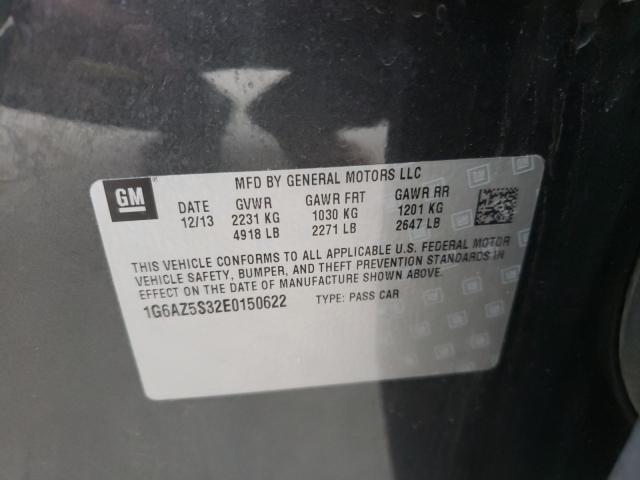 GM
MFD BY GENERAL MOTORS LLC
DATE GVWR GAWR FRT GAWR RR
12/13 2231 KG 1030 KG 1201 KG
4918 LB 2271 LB 2647 LB
THIS VEHICLE CONFORMS TO ALL APPLICABLE U.S. FEDERAL MOTOR
VEHICLE SAFETY, BUMPER, AND THEFT PREVENTION STANDARDS IN
EFFECT ON THE DATE OF MANUFACTURE SHOWN ABOVE.
1G6AZ5S32E0150622 TYPE: PASS CAR